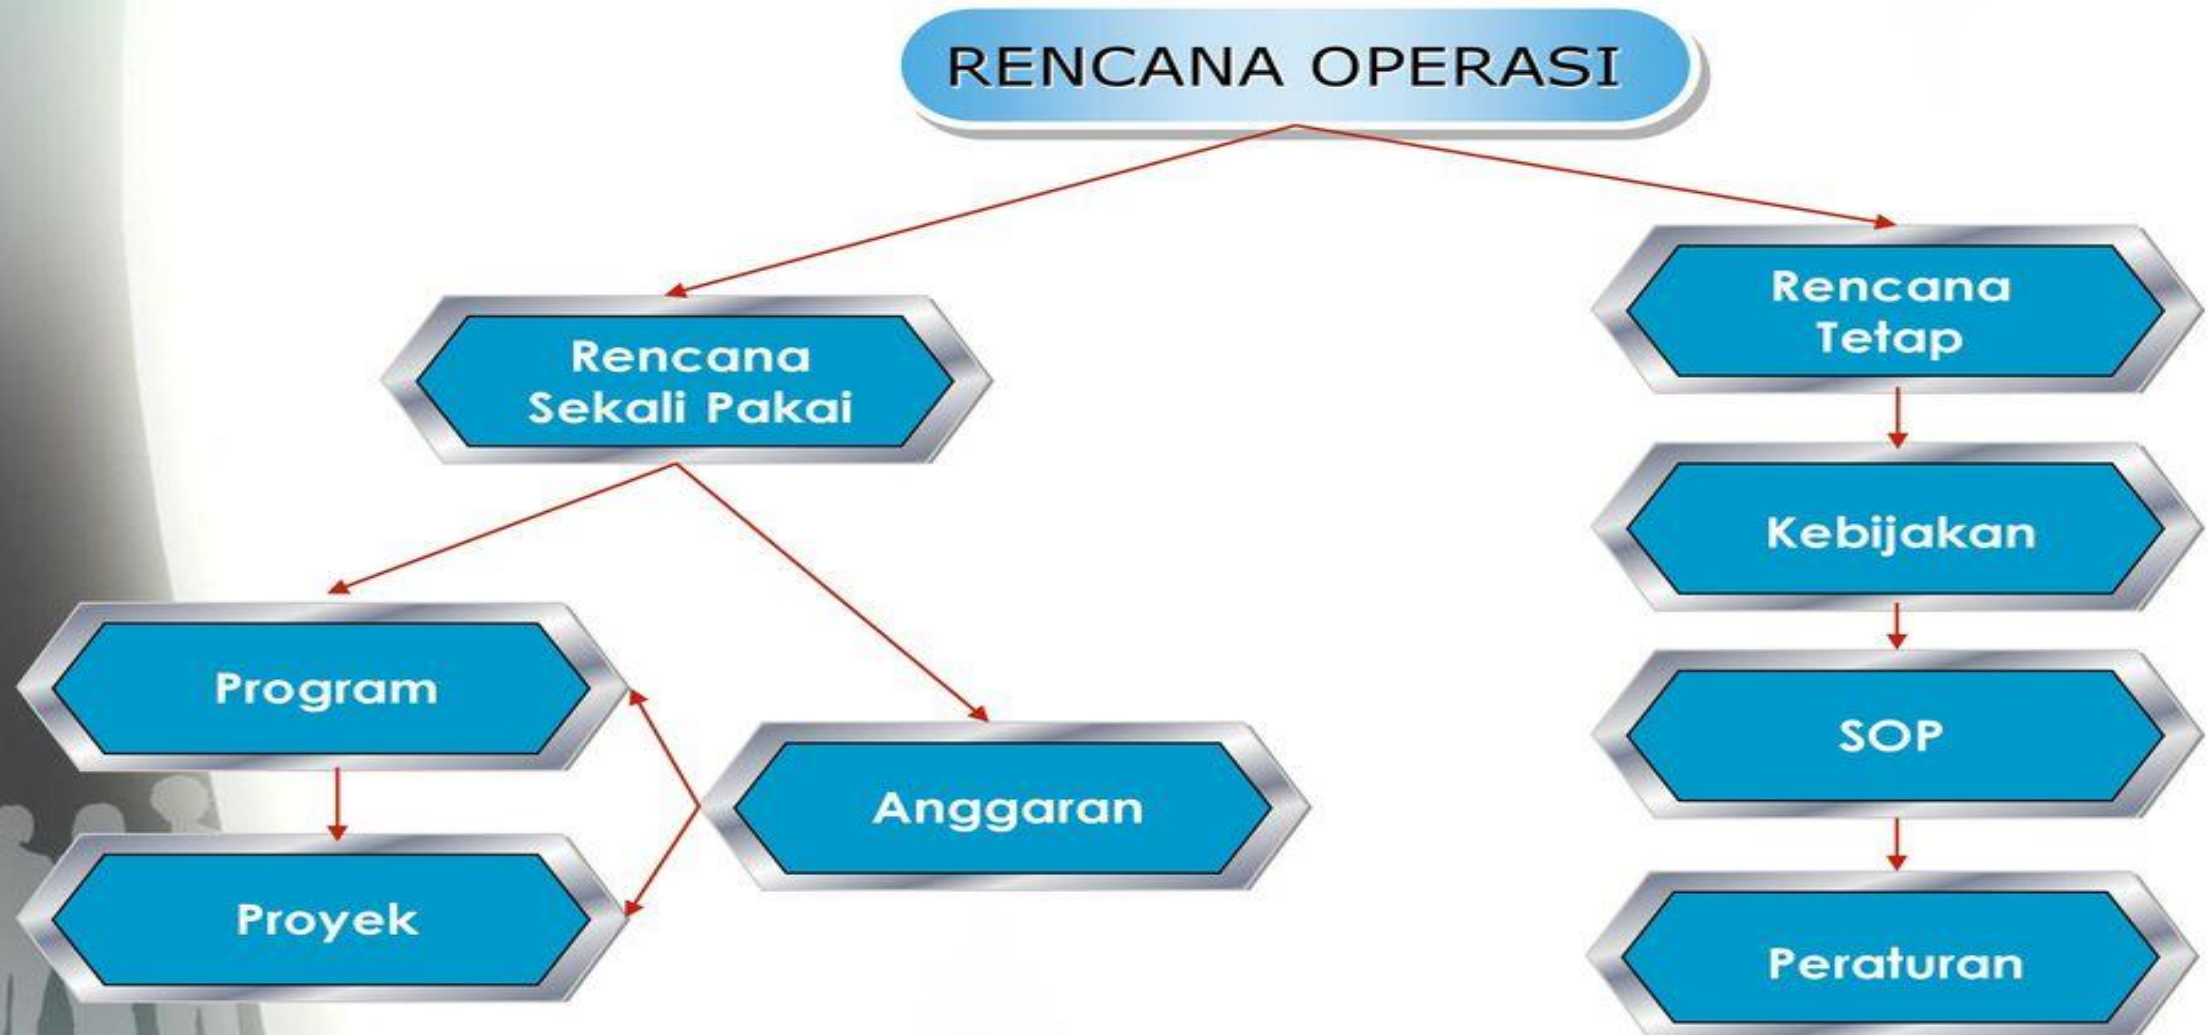 RENCANA OPERASI
Rencana
Sekali Pakai
Program
Proyek
Anggaran
Rencana
Tetap
Kebijakan
SOP
Peraturan